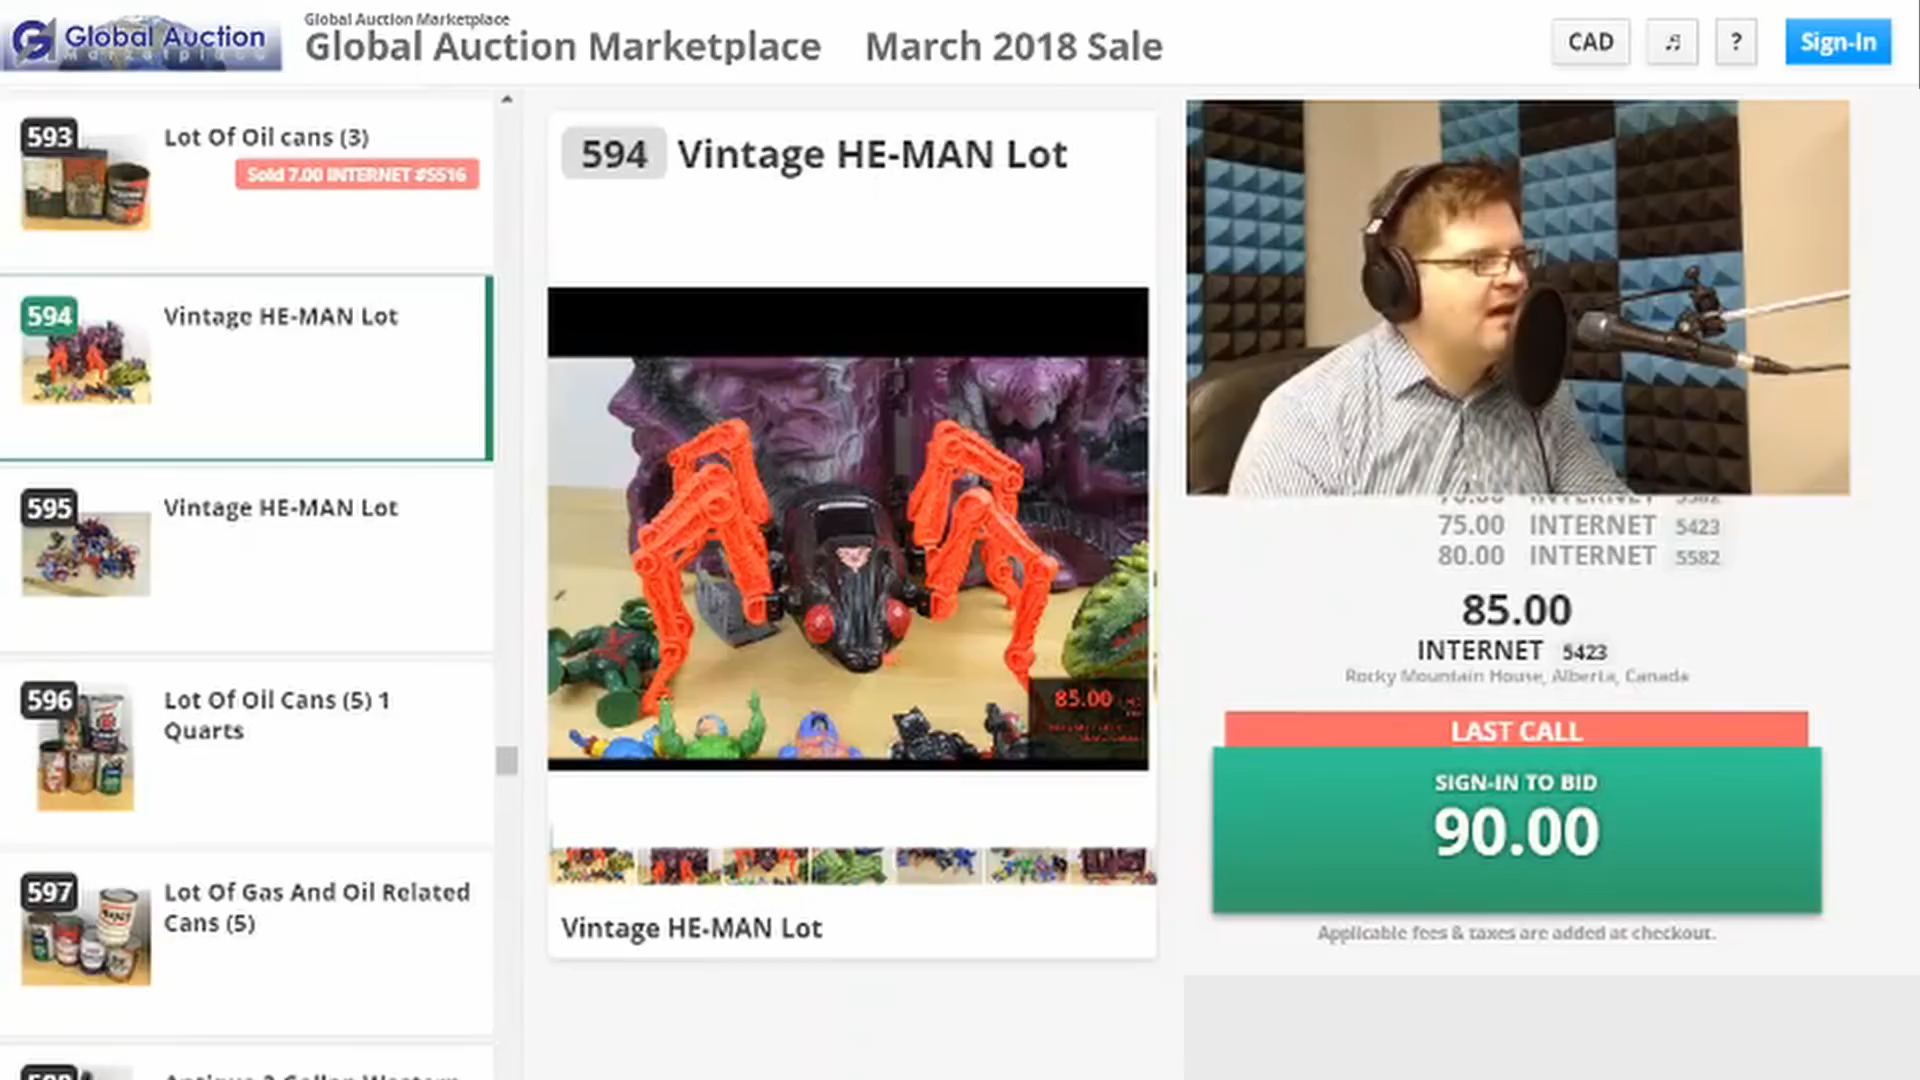 Global Auction
Marketplace
Global Auction Marketplace
Global Auction Marketplace March 2018 Sale
CAD
?
Sign-In
593
Lot Of Oil cans (3)
Sold 7.00 INTERNET #5516
594
Vintage HE-MAN Lot
595
Vintage HE-MAN Lot
596
Lot Of Oil Cans (5) 1
Quarts
597
Lot Of Gas And Oil Related
Cans (5)
594 Vintage HE-MAN Lot
85.00
Vintage HE-MAN Lot
75.00 INTERNET 5423
80.00 INTERNET 5582
85.00
INTERNET 5423
Rocky Mountain House, Alberta, Canada
LAST CALL
SIGN-IN TO BID
90.00
Applicable fees & taxes are added at checkout.